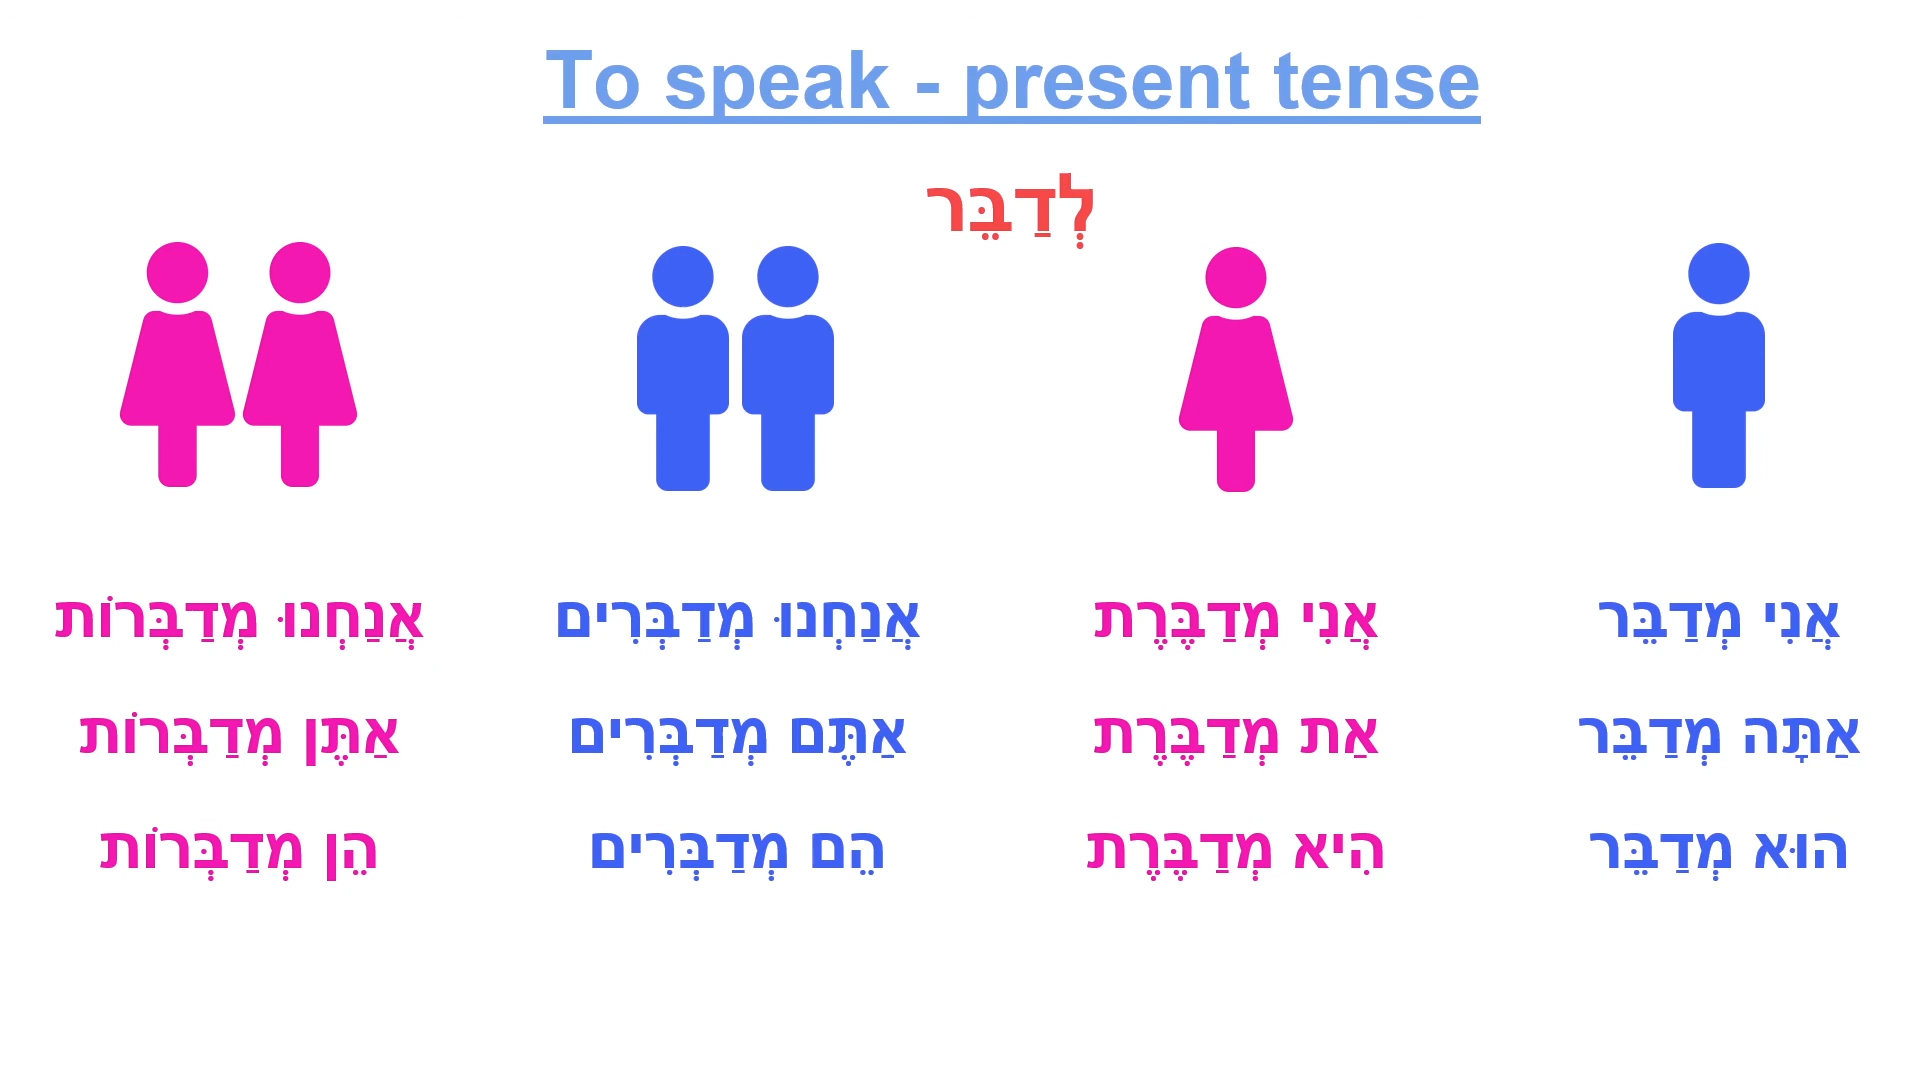 To speak - present tense
לְדַבֵּר
אֲנִי מְדַבֵּר
אַתָּה מְדַבֵּר
הוּא מְדַבֵּר
אֲנִי מְדַבֶּרֶת
אַת מְדַבֶּרֶת
הִיא מְדַבֶּרֶת
אֲנַחְנוּ מְדַבְּרִים
אַתֶּם מְדַבְּרִים
הֵם מְדַבְּרִים
אֲנַחְנוּ מְדַבְּרוֹת
אַתֶּן מְדַבְּרוֹת
הֵן מְדַבְּרוֹת